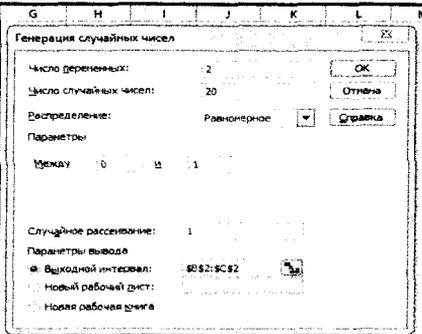 G H I J K L
Генерация случайных чисел
Число переменных: 2 OK
Число случайных чисел: 20 Отмена
Распределение: Равномерное Справка
Параметры
Между 0 и 1
Случайное рассеивание: 1
Параметры вывода
Выходной интервал: $B$2:$C$2
Новый рабочий лист:
Новая рабочая книга